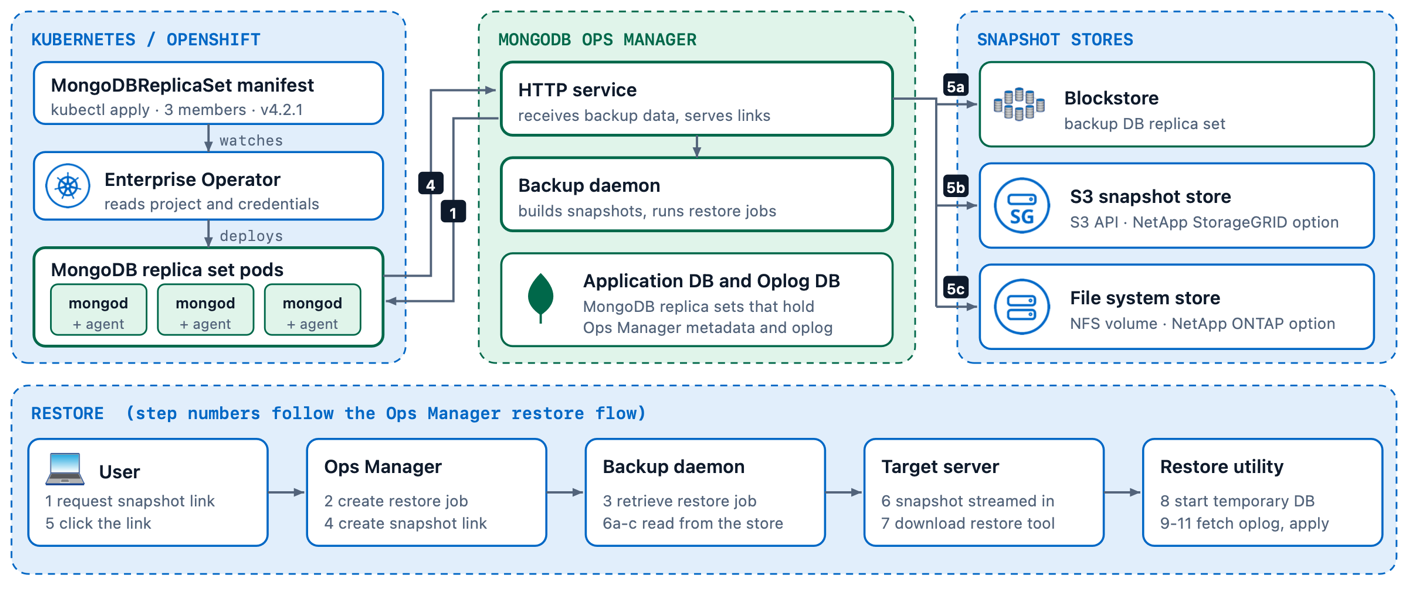 KUBERNETES / OPENSHIFT
MongoDBReplicaSet manifest
kubectl apply · 3 members · v4.2.1
watches
Enterprise Operator
reads project and credentials
deploys
MongoDB replica set pods
mongod
+ agent
mongod
+ agent
mongod
+ agent
4
1
MONGODB OPS MANAGER
HTTP service
receives backup data, serves links
Backup daemon
builds snapshots, runs restore jobs
Application DB and Oplog DB
MongoDB replica sets that hold
Ops Manager metadata and oplog
SNAPSHOT STORES
5a
Blockstore
backup DB replica set
5b
SG
S3 snapshot store
S3 API · NetApp StorageGRID option
5c
File system store
NFS volume · NetApp ONTAP option
RESTORE (step numbers follow the Ops Manager restore flow)
User
1 request snapshot link
5 click the link
Ops Manager
2 create restore job
4 create snapshot link
Backup daemon
3 retrieve restore job
6a-c read from the store
Target server
6 snapshot streamed in
7 download restore tool
Restore utility
8 start temporary DB
9-11 fetch oplog, apply